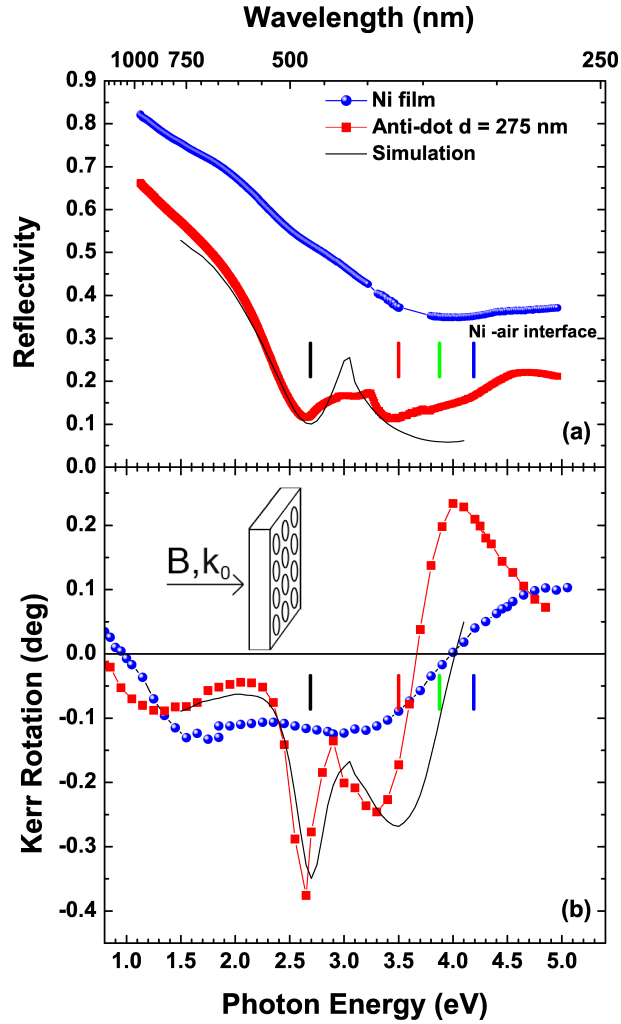 Wavelength (nm)
1000 750 500 250
0.9
0.8
0.7
0.6
0.5
0.4
0.3
0.2
0.1
0.0
Reflectivity
Ni film
Anti-dot d = 275 nm
Simulation
Ni -air interface
(a)
0.2
0.1
0.0
-0.1
-0.2
-0.3
-0.4
Kerr Rotation (deg)
B,k0
(b)
1.0 1.5 2.0 2.5 3.0 3.5 4.0 4.5 5.0
Photon Energy (eV)